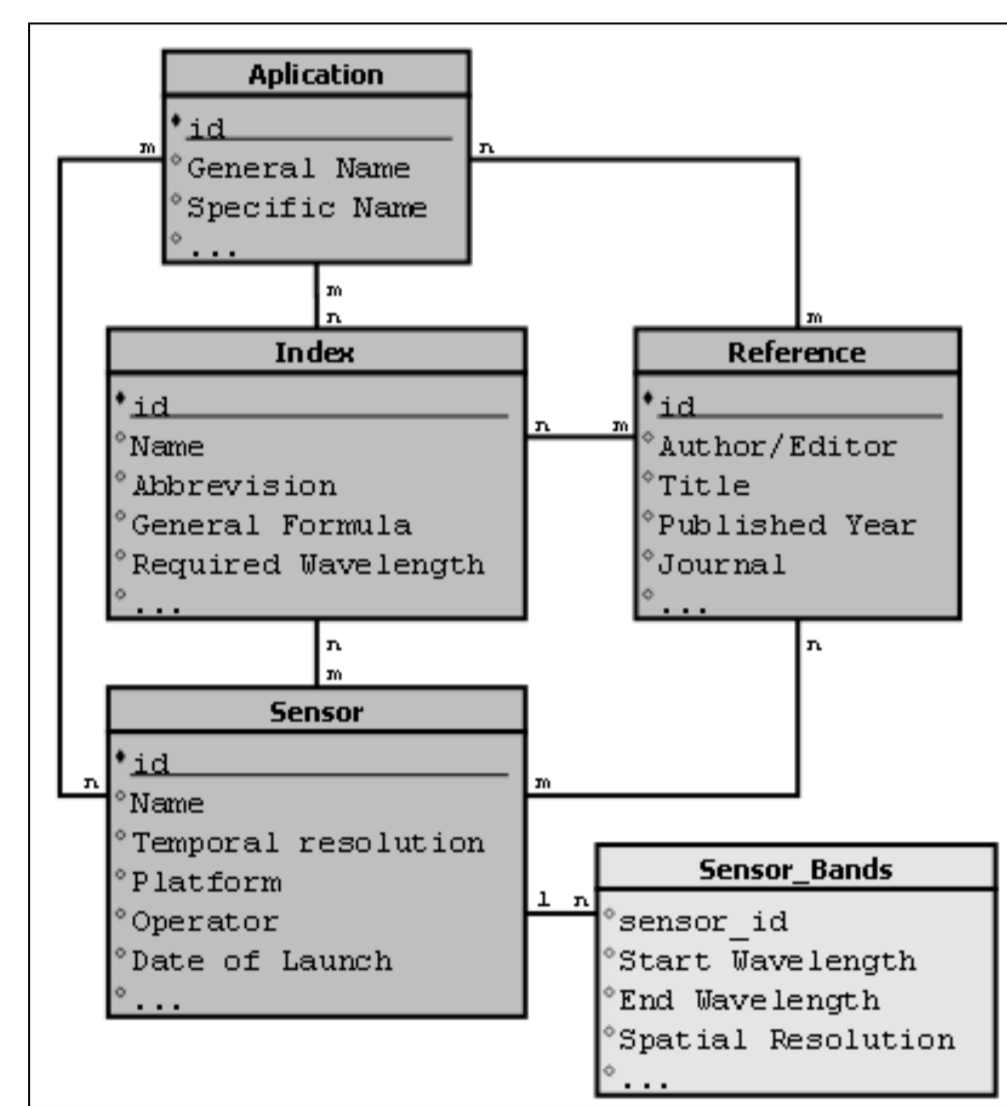 Aplication
id
General Name
Specific Name
...
m
n
m
n
Index
id
Name
Abbrevision
General Formula
Required Wavelength
...
n
m
m
Reference
id
Author/Editor
Title
Published Year
Journal
...
n
n
m
Sensor
id
Name
Temporal resolution
Platform
Operator
Date of Launch
...
n
m
1 n
Sensor_Bands
sensor_id
Start Wavelength
End Wavelength
Spatial Resolution
...